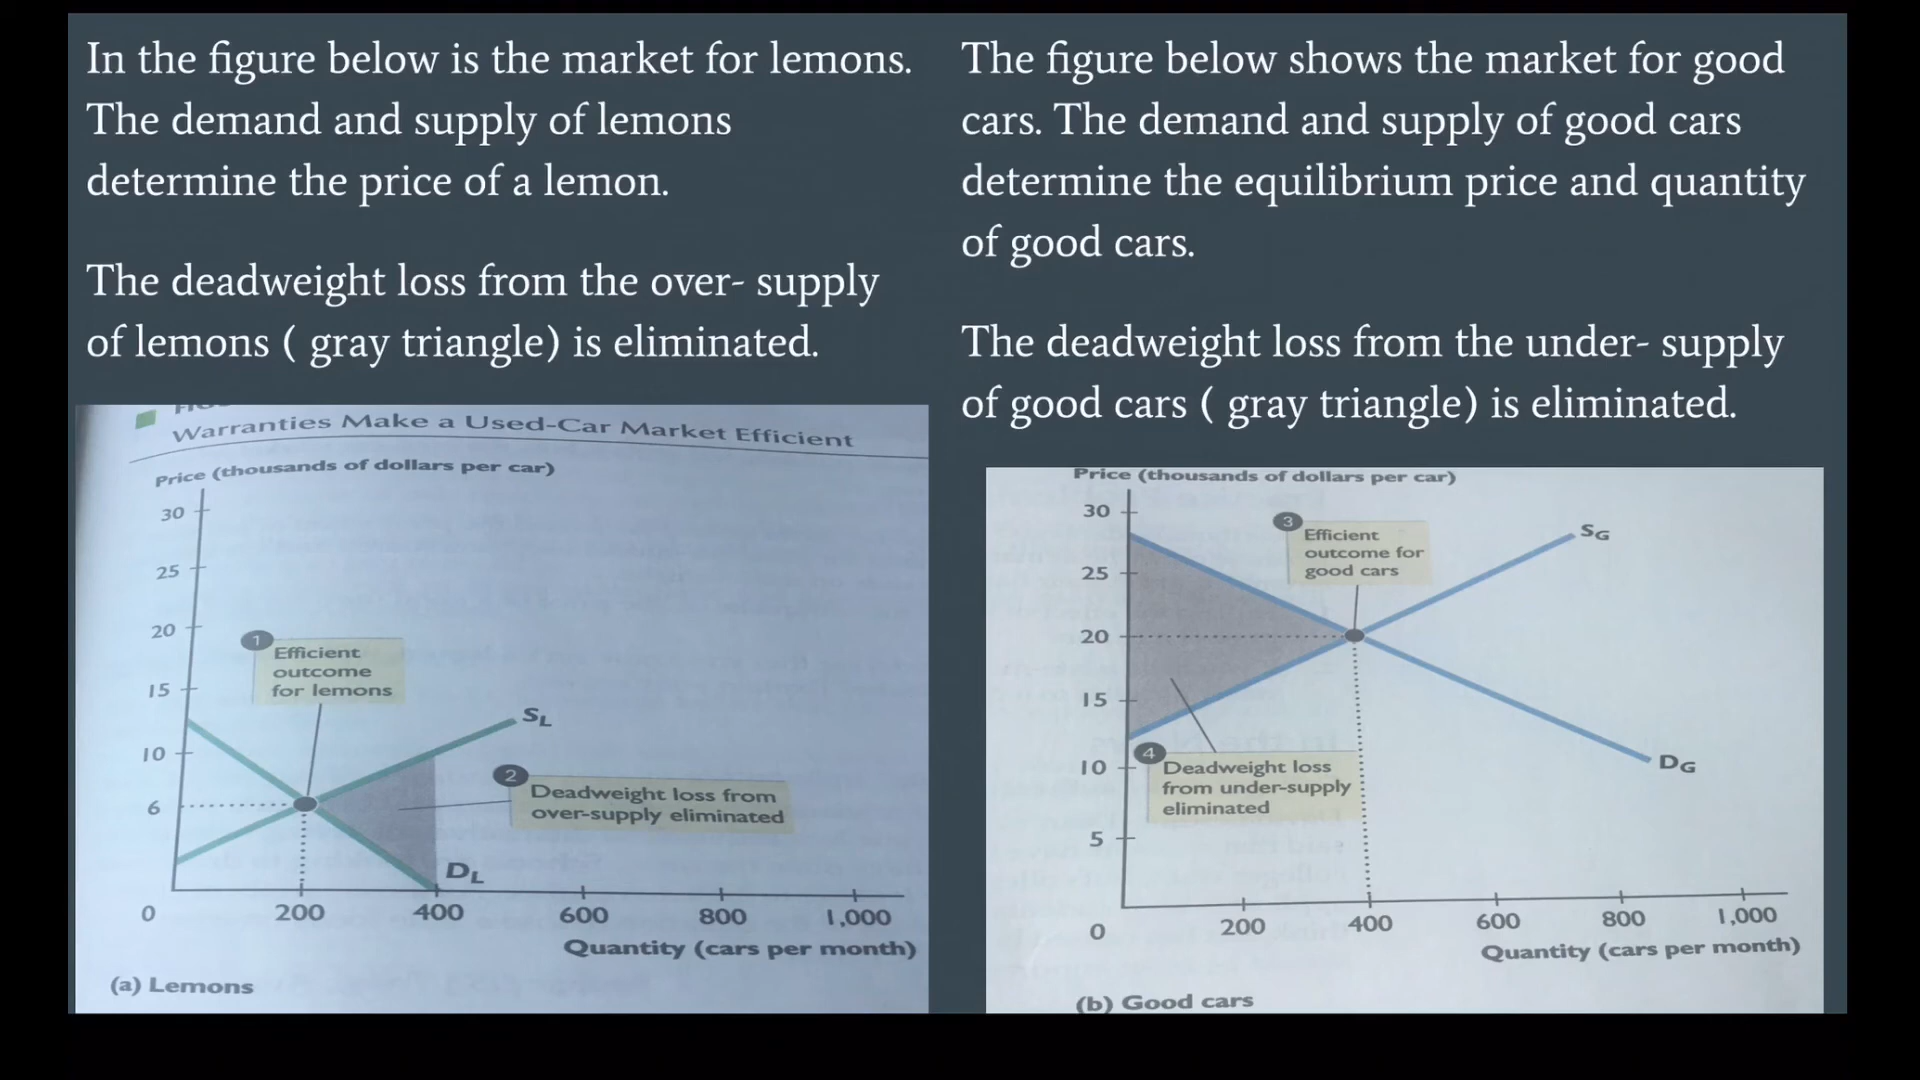 In the figure below is the market for lemons.
The demand and supply of lemons
determine the price of a lemon.
The deadweight loss from the over- supply
of lemons ( gray triangle) is eliminated.
Warranties Make a Used-Car Market Efficient
Price (thousands of dollars per car)
30
25
20
15
10
6
0
1
Efficient
outcome
for lemons
SL
2
Deadweight loss from
over-supply eliminated
DL
200 400 600 800 1,000
Quantity (cars per month)
(a) Lemons
The figure below shows the market for good
cars. The demand and supply of good cars
determine the equilibrium price and quantity
of good cars.
The deadweight loss from the under- supply
of good cars ( gray triangle) is eliminated.
Price (thousands of dollars per car)
30
25
20
15
10
5
0
3
Efficient
outcome for
good cars
SG
4
Deadweight loss
from under-supply
eliminated
DG
200 400 600 800 1,000
Quantity (cars per month)
(b) Good cars